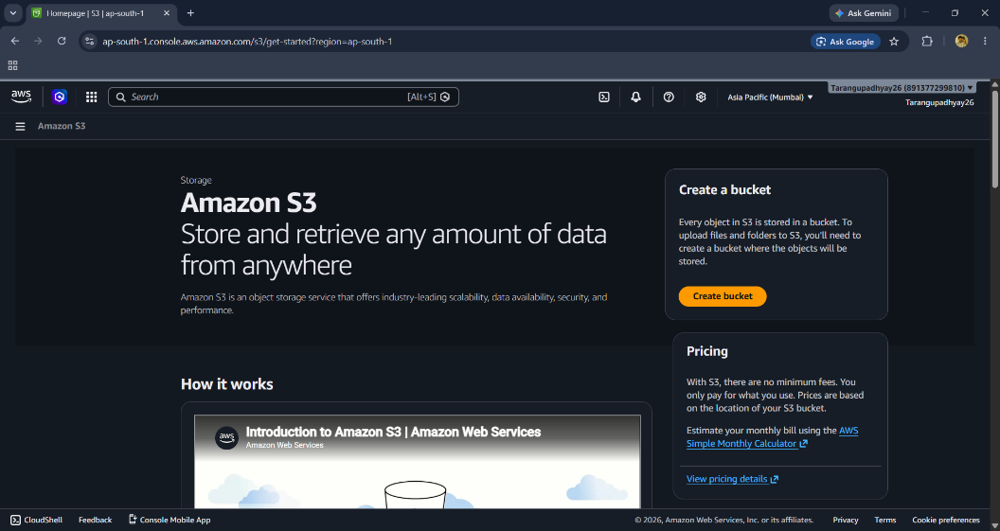 Homepage | S3 | ap-south-1
Ask Gemini
ap-south-1.console.aws.amazon.com/s3/get-started?region=ap-south-1
Ask Google
aws
Search
[Alt+S]
Asia Pacific (Mumbai) ▼
Tarangupadhyay26 (891377299810) ▼
Tarangupadhyay26
Amazon S3
Storage
Amazon S3
Store and retrieve any amount of data
from anywhere
Amazon S3 is an object storage service that offers industry-leading scalability, data availability, security, and
performance.
Create a bucket
Every object in S3 is stored in a bucket. To
upload files and folders to S3, you'll need to
create a bucket where the objects will be
stored.
Create bucket
Pricing
With S3, there are no minimum fees. You
only pay for what you use. Prices are based
on the location of your S3 bucket.
Estimate your monthly bill using the AWS
Simple Monthly Calculator
View pricing details
How it works
aws
Introduction to Amazon S3 | Amazon Web Services
Amazon Web Services
CloudShell
Feedback
Console Mobile App
© 2026, Amazon Web Services, Inc. or its affiliates.
Privacy
Terms
Cookie preferences